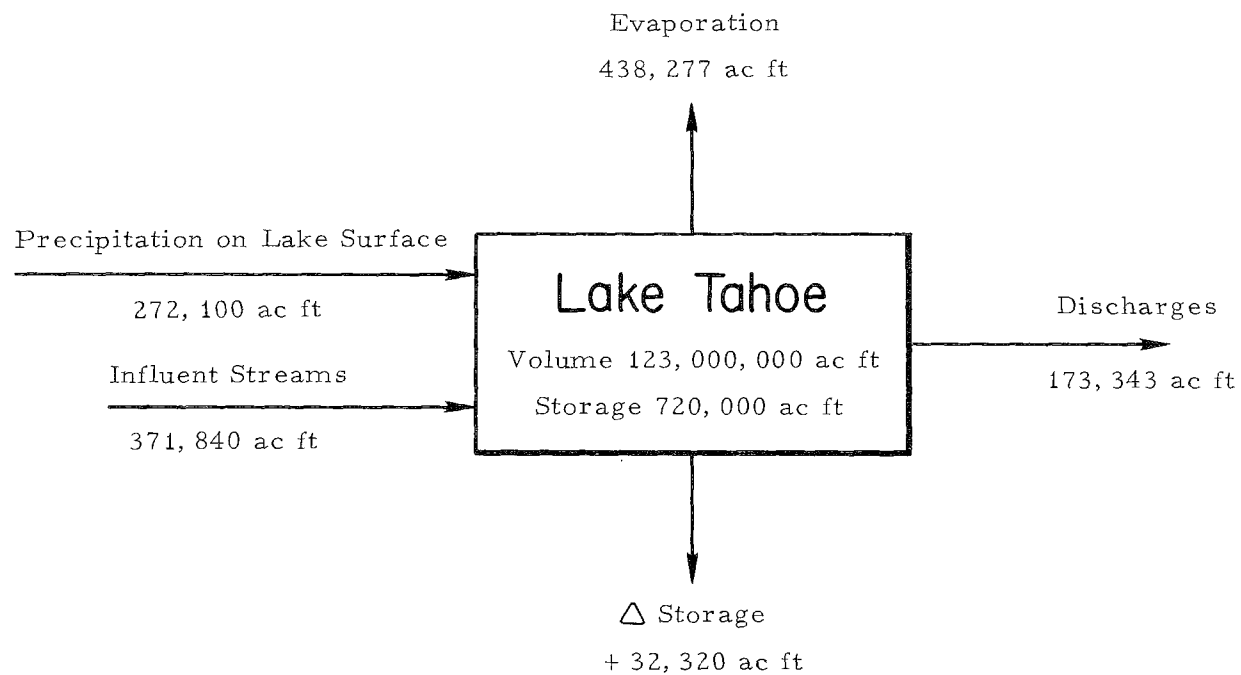 Evaporation
438, 277 ac ft
Precipitation on Lake Surface
272, 100 ac ft
Influent Streams
371, 840 ac ft
Lake Tahoe
Volume 123, 000, 000 ac ft
Storage 720, 000 ac ft
Discharges
173, 343 ac ft
△ Storage
+ 32, 320 ac ft